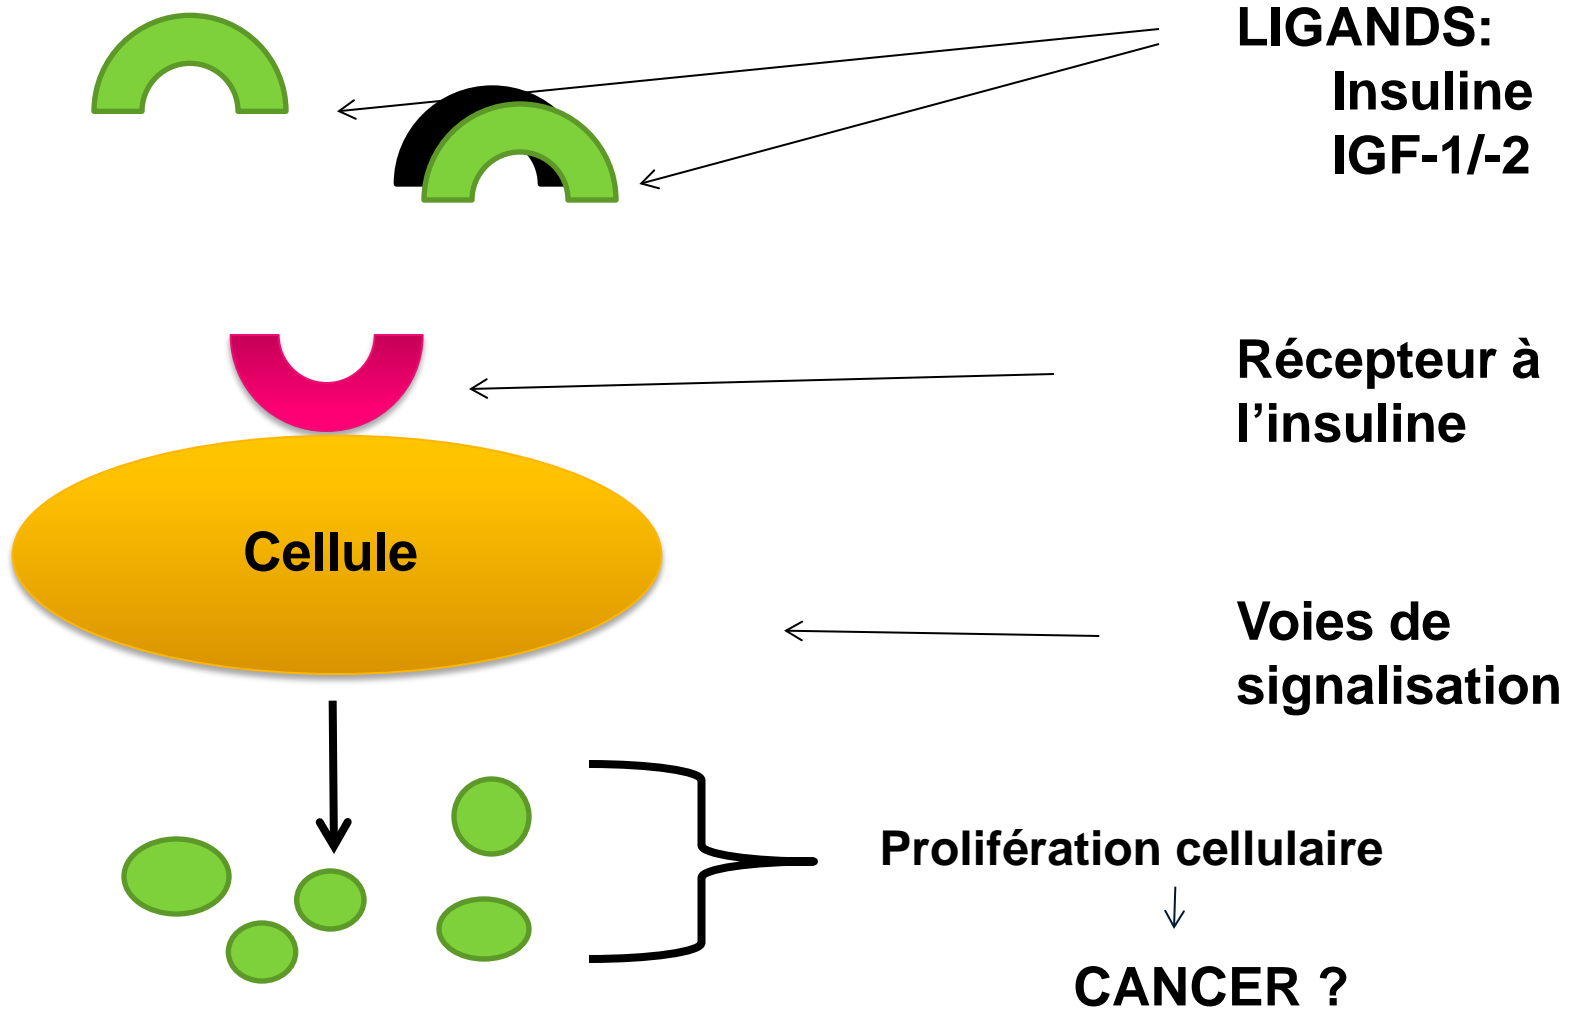 LIGANDS:
Insuline
IGF-1/-2
Récepteur à
l’insuline
Cellule
Voies de
signalisation
Prolifération cellulaire
CANCER ?